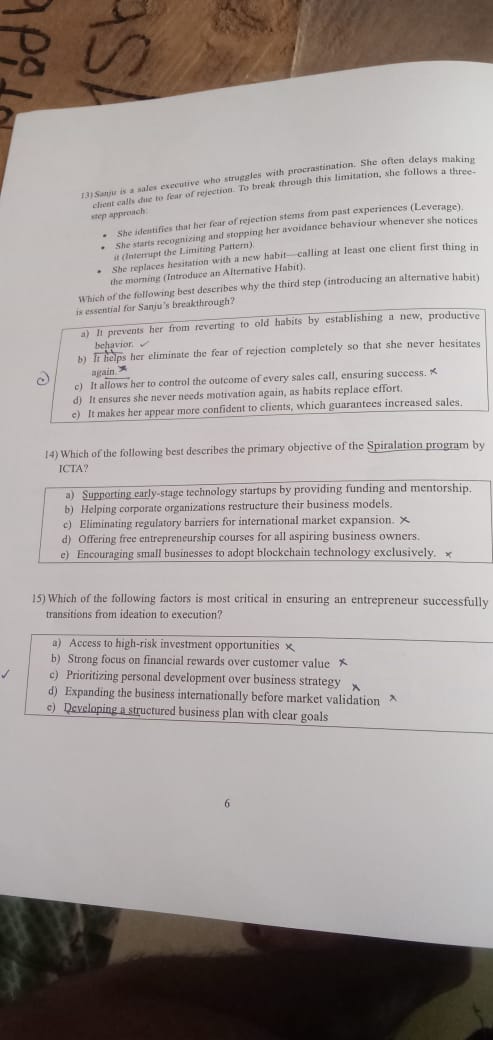 13) Sanju is a sales executive who struggles with procrastination. She often delays making
client calls due to fear of rejection. To break through this limitation, she follows a three-
step approach:
• She identifies that her fear of rejection stems from past experiences (Leverage).
• She starts recognizing and stopping her avoidance behaviour whenever she notices
it (Interrupt the Limiting Pattern).
• She replaces hesitation with a new habit—calling at least one client first thing in
the morning (Introduce an Alternative Habit).
Which of the following best describes why the third step (introducing an alternative habit)
is essential for Sanju's breakthrough?
a) It prevents her from reverting to old habits by establishing a new, productive
behavior.
b) It helps her eliminate the fear of rejection completely so that she never hesitates
again.
c) It allows her to control the outcome of every sales call, ensuring success.
d) It ensures she never needs motivation again, as habits replace effort.
e) It makes her appear more confident to clients, which guarantees increased sales.
14) Which of the following best describes the primary objective of the Spiralation program by
ICTA?
a) Supporting early-stage technology startups by providing funding and mentorship.
b) Helping corporate organizations restructure their business models.
c) Eliminating regulatory barriers for international market expansion.
d) Offering free entrepreneurship courses for all aspiring business owners.
e) Encouraging small businesses to adopt blockchain technology exclusively.
15) Which of the following factors is most critical in ensuring an entrepreneur successfully
transitions from ideation to execution?
a) Access to high-risk investment opportunities
b) Strong focus on financial rewards over customer value
c) Prioritizing personal development over business strategy
d) Expanding the business internationally before market validation
e) Developing a structured business plan with clear goals
6